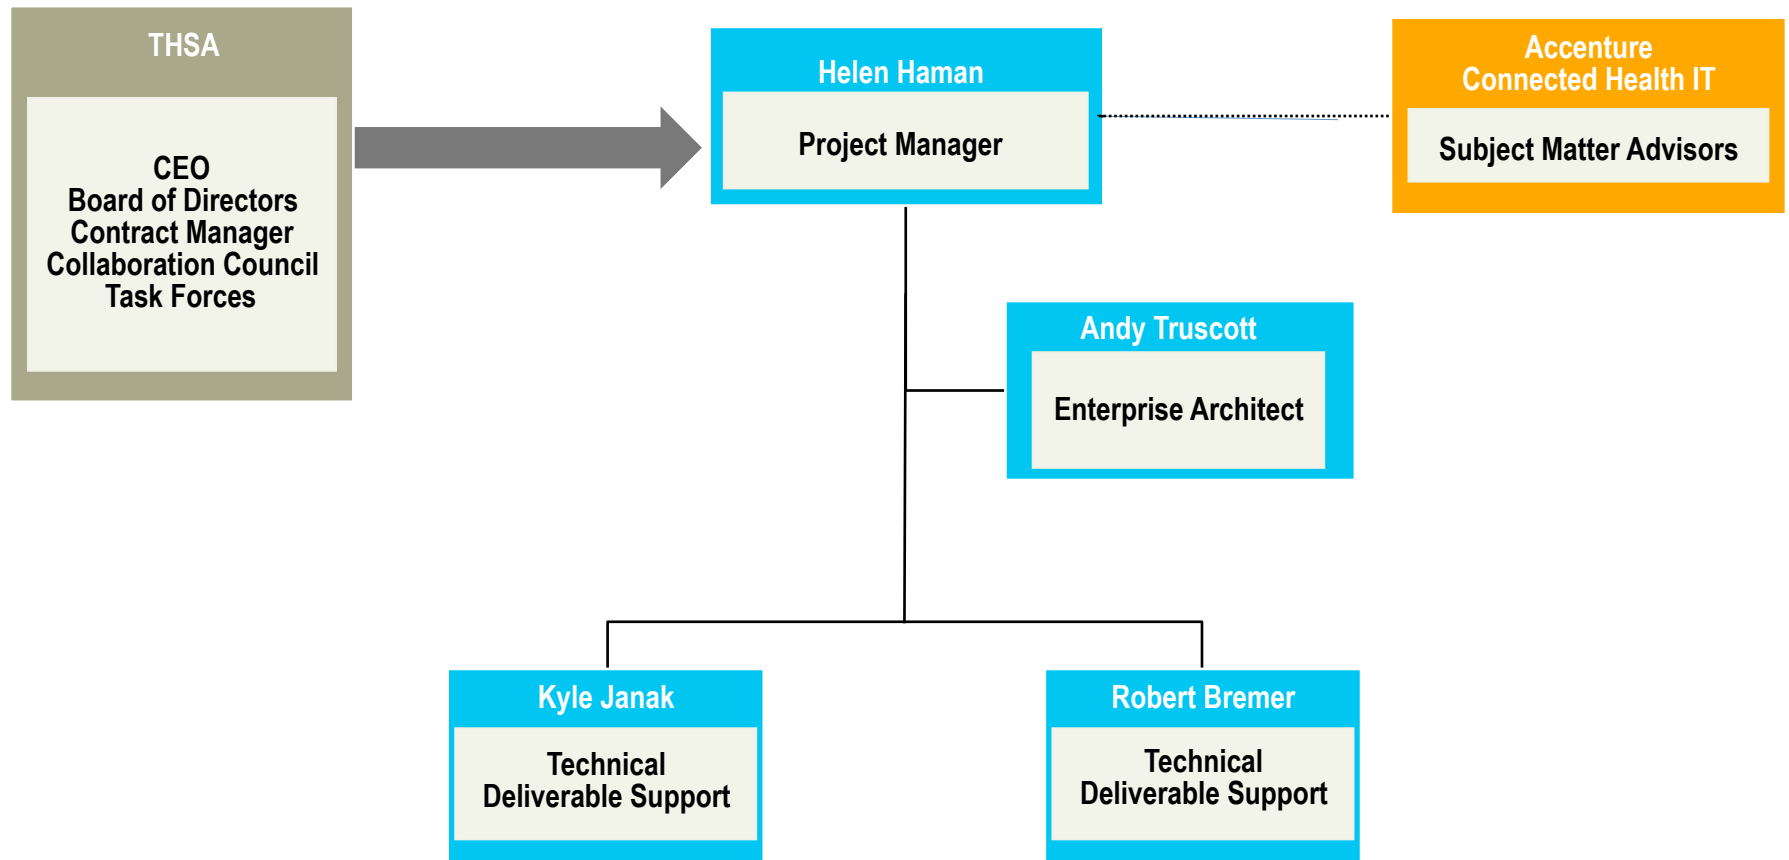 THSA
CEO
Board of Directors
Contract Manager
Collaboration Council
Task Forces
Helen Haman
Project Manager
Accenture
Connected Health IT
Subject Matter Advisors
Andy Truscott
Enterprise Architect
Kyle Janak
Technical
Deliverable Support
Robert Bremer
Technical
Deliverable Support